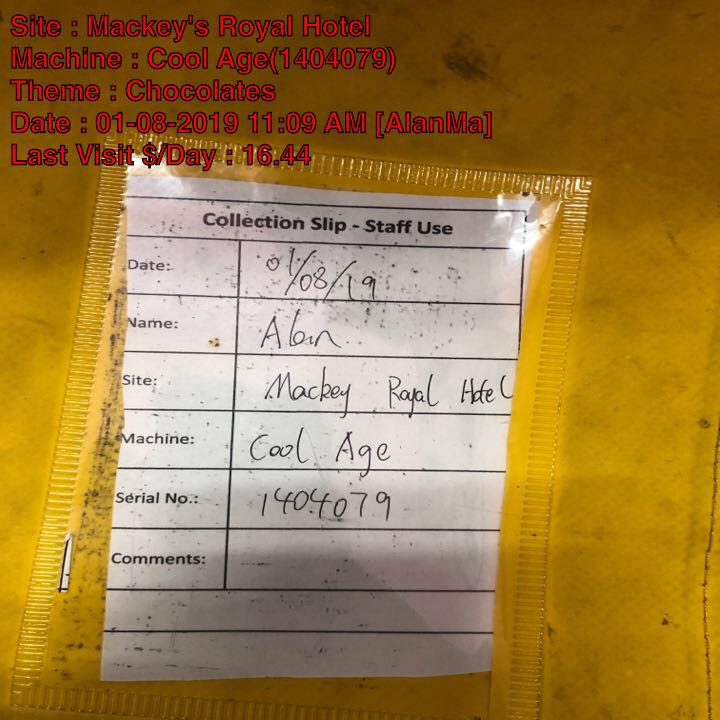 Site : Mackey's Royal Hotel
Machine : Cool Age(1404079)
Theme : Chocolates
Date : 01-08-2019 11:09 AM [AlanMa]
Last Visit $/Day : 16.44
Collection Slip - Staff Use
Date: 01/08/19
Name: Alan
Site: Mackey Royal Hotel
Machine: Cool Age
Serial No.: 1404079
Comments: